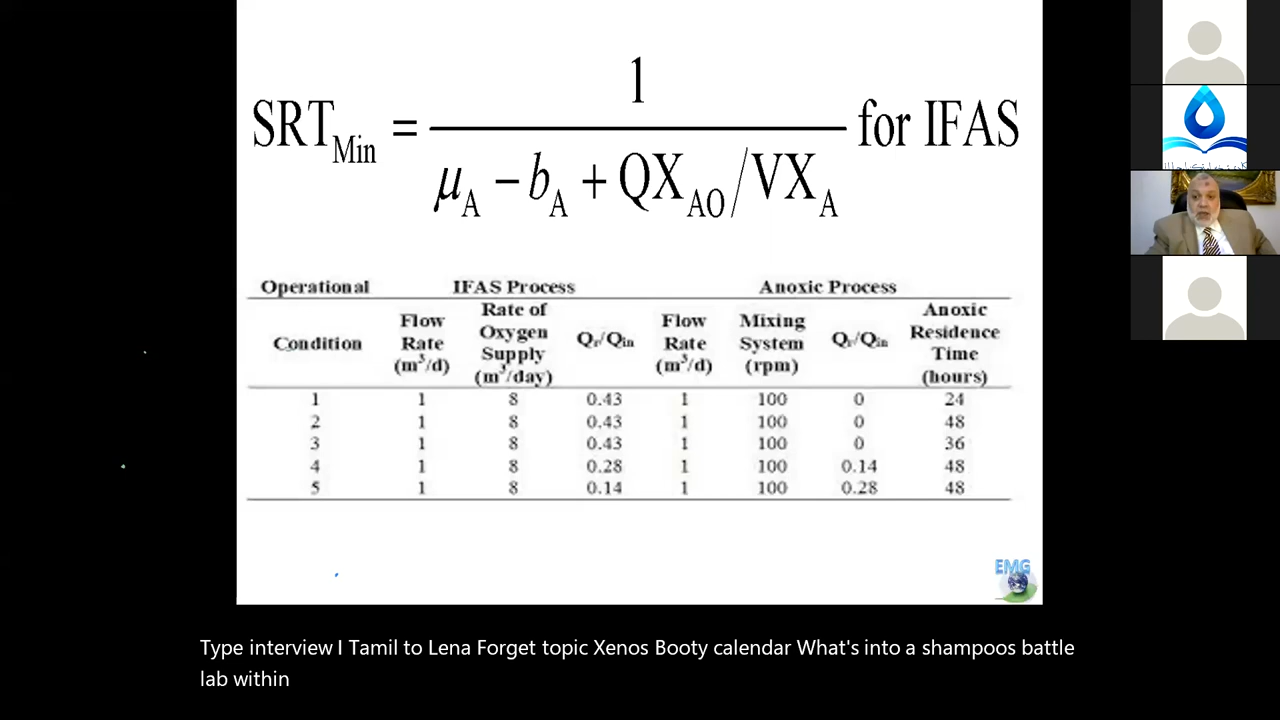 SRT_Min = 1 / (μ_A − b_A + QX_AO/VX_A) for IFAS
Operational IFAS Process Anoxic Process
Condition Flow Rate (m³/d) Rate of Oxygen Supply (m³/day) Qr/Qin Flow Rate (m³/d) Mixing System (rpm) Qr/Qin Anoxic Residence Time (hours)
1 1 8 0.43 1 100 0 24
2 1 8 0.43 1 100 0 48
3 1 8 0.43 1 100 0 36
4 1 8 0.28 1 100 0.14 48
5 1 8 0.14 1 100 0.28 48
EMG
Type interview I Tamil to Lena Forget topic Xenos Booty calendar What's into a shampoos battle
lab within